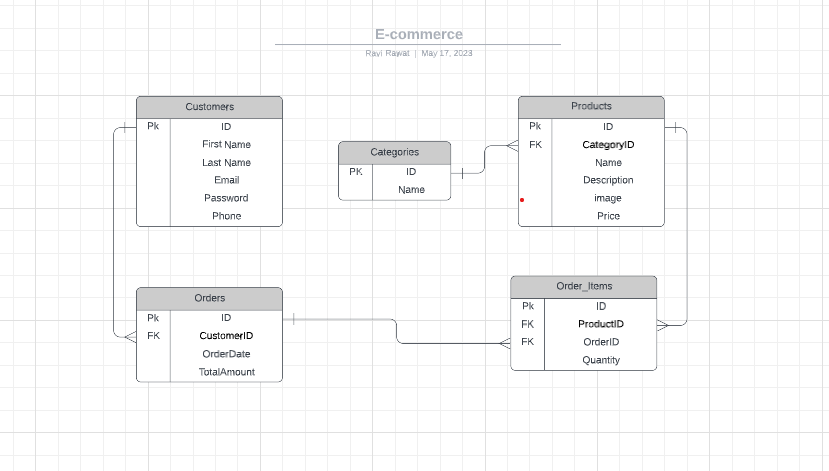 E-commerce
Ravi Rawat | May 17, 2023
Customers
Pk ID
First Name
Last Name
Email
Password
Phone
Categories
PK ID
Name
Products
Pk ID
FK CategoryID
Name
Description
image
Price
Orders
Pk ID
FK CustomerID
OrderDate
TotalAmount
Order_Items
Pk ID
FK ProductID
FK OrderID
Quantity